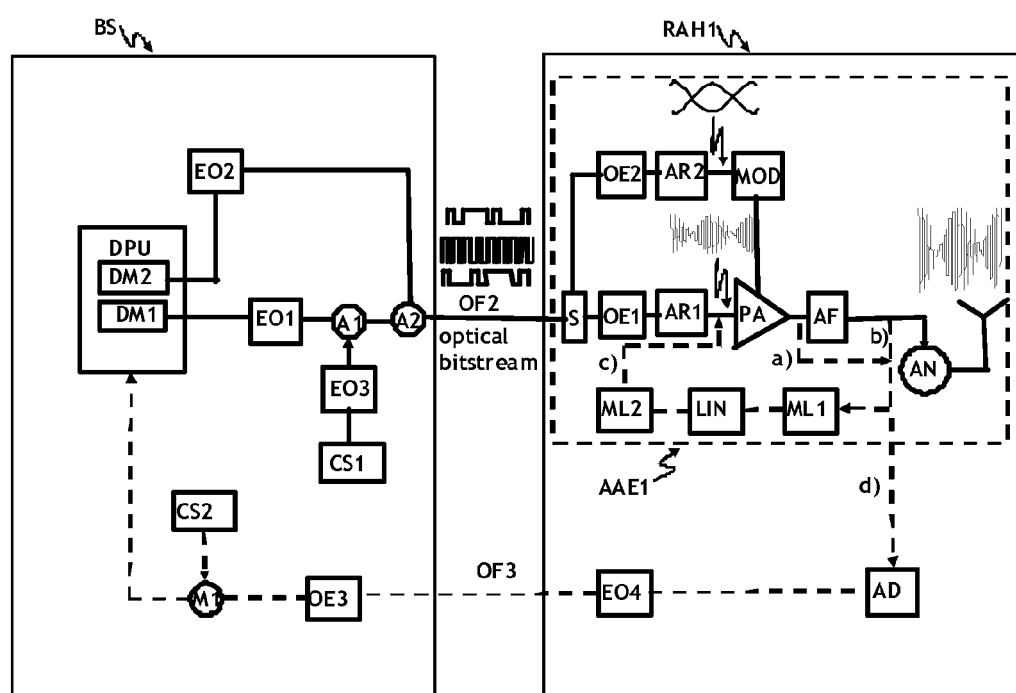 BS
RAH1
EO2
OE2
AR2
MOD
DPU
DM2
DM1
EO1
A1
A2
OF2
optical
bitstream
S
OE1
AR1
PA
AF
a)
b)
c)
AN
EO3
CS1
ML2
LIN
ML1
AAE1
d)
CS2
M1
OE3
OF3
EO4
AD